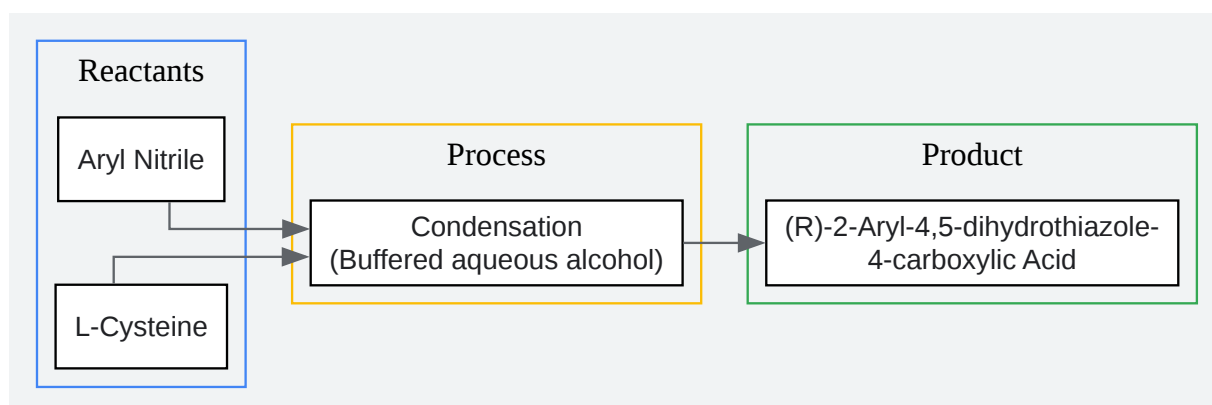 Reactants
Aryl Nitrile
L-Cysteine
Process
Condensation
(Buffered aqueous alcohol)
Product
(R)-2-Aryl-4,5-dihydrothiazole-
4-carboxylic Acid